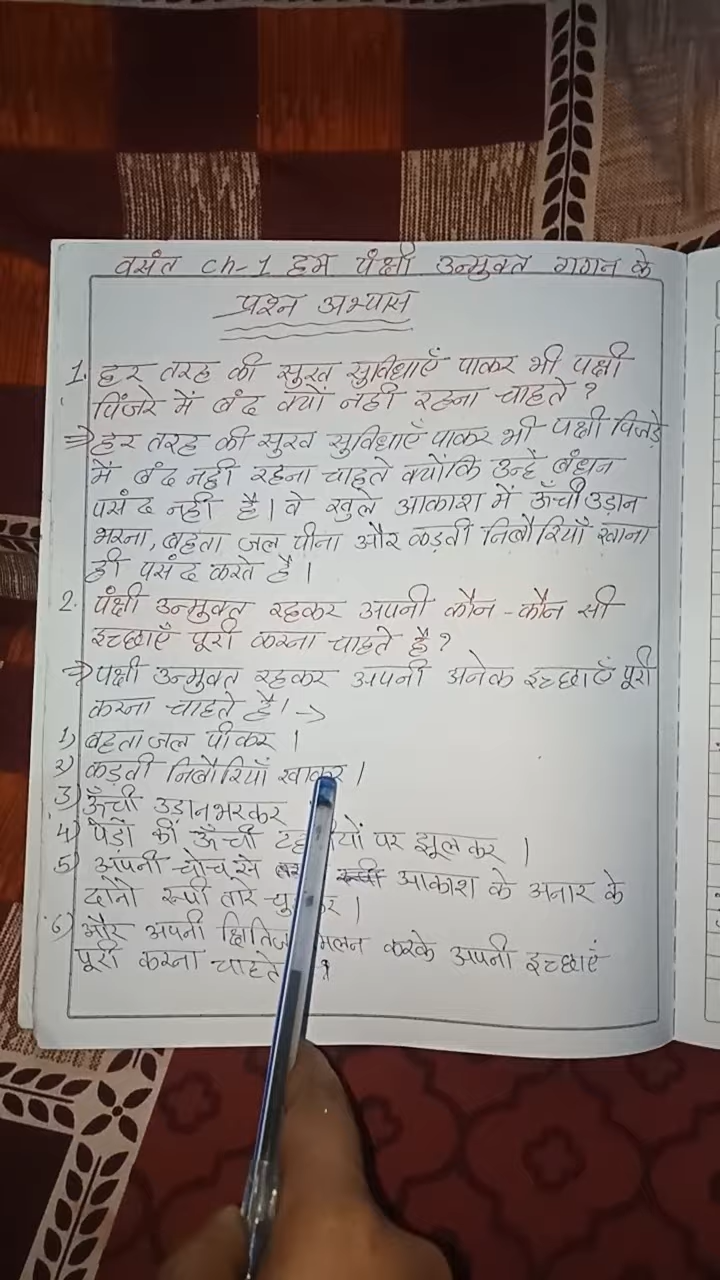 वसंत Ch-1 हम पंक्षी उन्मुक्त गगन के
प्रश्न अभ्यास
1. हर तरह की सुख सुविधाएँ पाकर भी पक्षी
पिंजरे में बंद क्यों नहीं रहना चाहते ?
⇒ हर तरह की सुख सुविधाएँ पाकर भी पक्षी पिंजड़े
में बंद नहीं रहना चाहते क्योंकि उन्हें बंधन
पसंद नहीं है। वे खुले आकाश में ऊँची उड़ान
भरना, बहता जल पीना और कड़वी निबौरियाँ खाना
ही पसंद करते है।
2. पंक्षी उन्मुक्त रहकर अपनी कौन-कौन सी
इच्छाएँ पूरी करना चाहते है?
⇒ पक्षी उन्मुक्त रहकर अपनी अनेक इच्छाएँ पूरी
करना चाहते है। →
1) बहता जल पीकर ।
2) कड़वी निबौरियाँ खाकर ।
3) ऊँची उड़ान भरकर
4) पेड़ों की ऊँची पर झूलकर ।
5) अपनी चोंच से आकाश के अनार के
दानों रूपी तारे ।
6) और अपनी करके अपनी इच्छाएं
पूरी करना चाहते